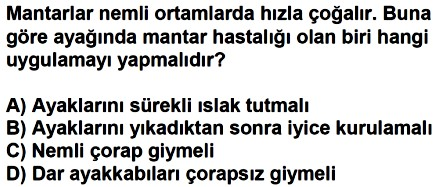 Mantarlar nemli ortamlarda hızla çoğalır. Buna
göre ayağında mantar hastalığı olan biri hangi
uygulamayı yapmalıdır?
A) Ayaklarını sürekli ıslak tutmalı
B) Ayaklarını yıkadıktan sonra iyice kurulamalı
C) Nemli çorap giymeli
D) Dar ayakkabıları çorapsız giymeli